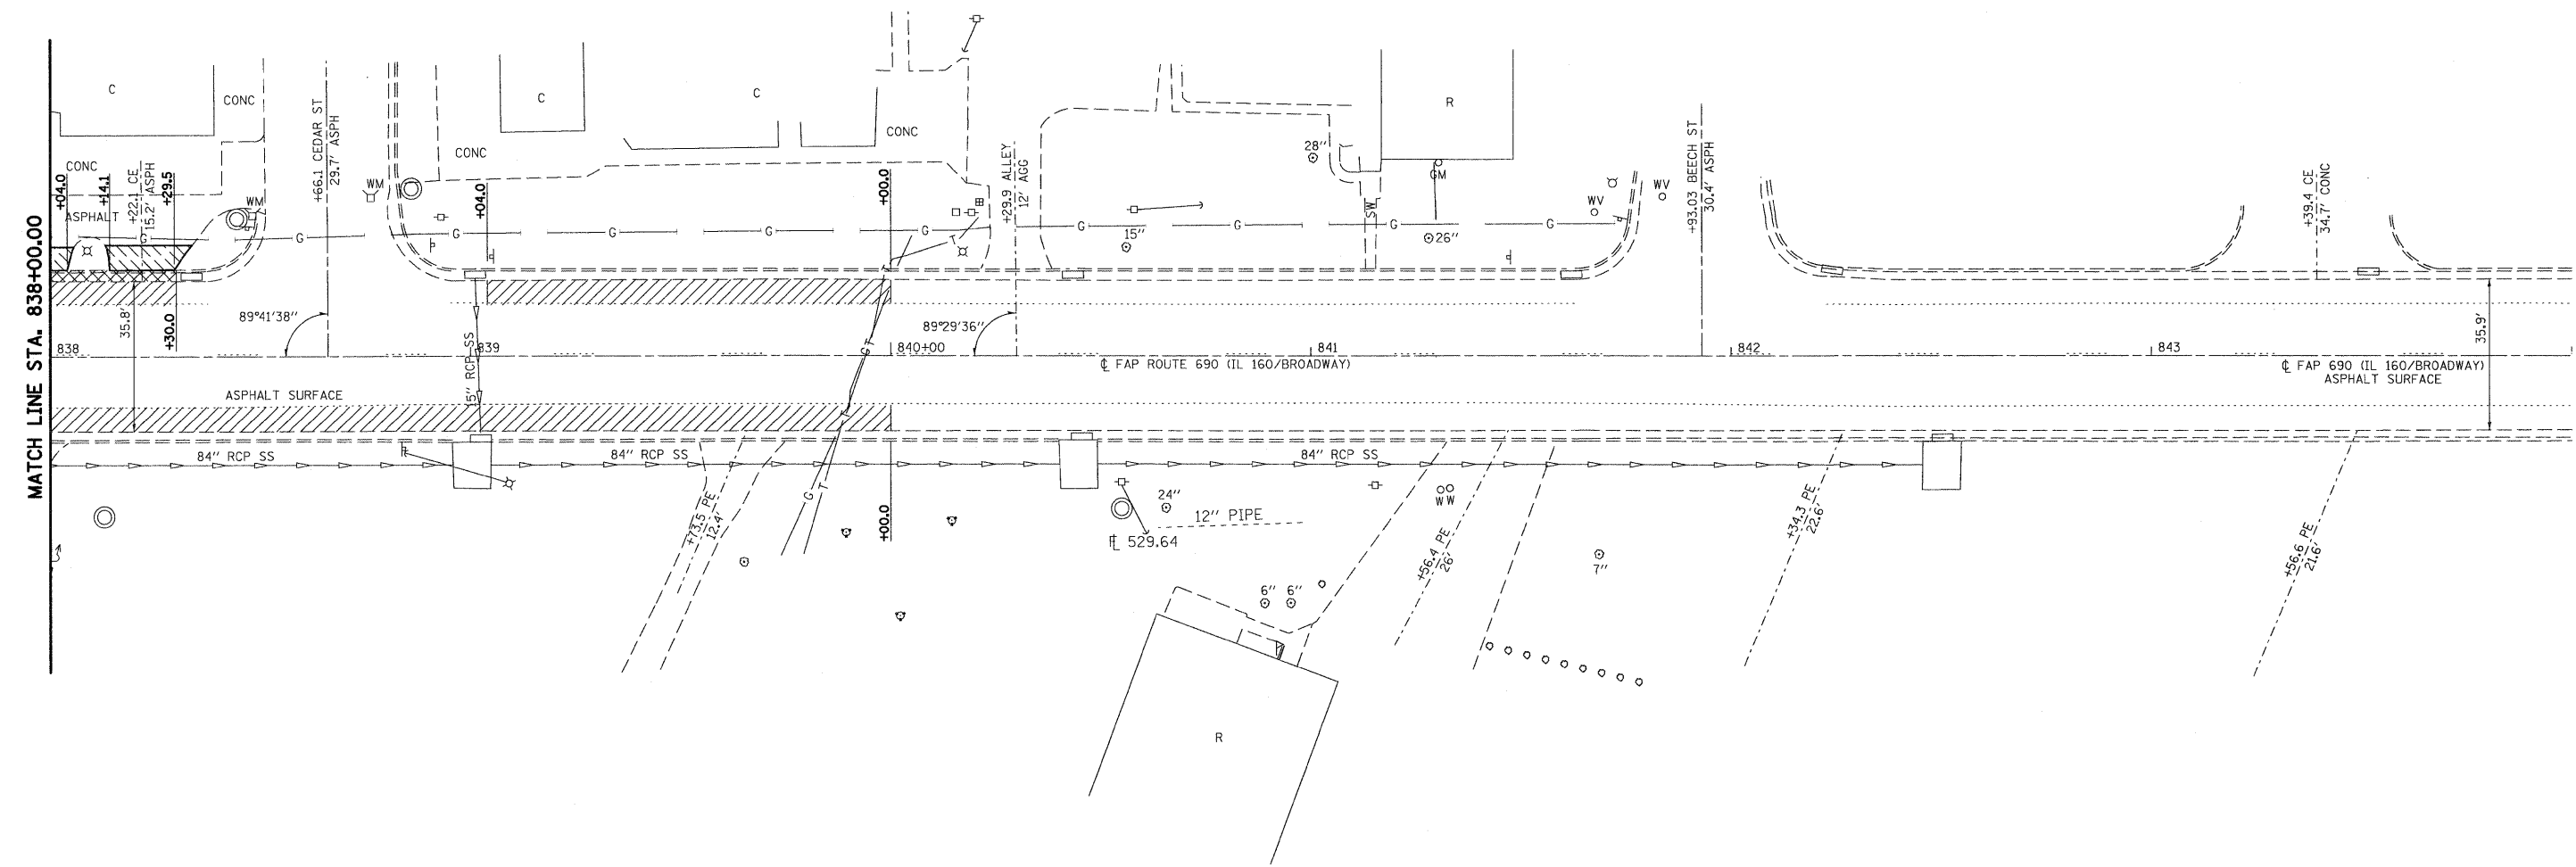 MATCH LINE STA. 838+00.00
C
CONC
CONC
+04.0
+14.1
+22.1 CE
15.2' ASPH
+29.5
ASPHALT
WM
G
G
+66.1 CEDAR ST
29.7' ASPH
WM
C
C
CONC
CONC
+04.0
G
G
G
G
+00.0
T
+29.9 ALLEY
12' AGG
G
15"
G
28"
SW
R
GM
G
26"
G
WV
WV
+93.03 BEECH ST
30.4' ASPH
+39.4 CE
34.7' CONC
35.8'
+30.0
89°41'38"
89°29'36"
838
839
840+00
841
842
843
15" RCP SS
GT
T
℄ FAP ROUTE 690 (IL 160/BROADWAY)
℄ FAP 690 (IL 160/BROADWAY)
ASPHALT SURFACE
35.9'
ASPHALT SURFACE
84" RCP SS
84" RCP SS
84" RCP SS
+73.5 PE
12.4'
G
T
+00.0
24"
12" PIPE
℄ 529.64
W W
+56.4 PE
26'
+34.3 PE
22.6'
+56.6 PE
21.6'
7"
6" 6"
R